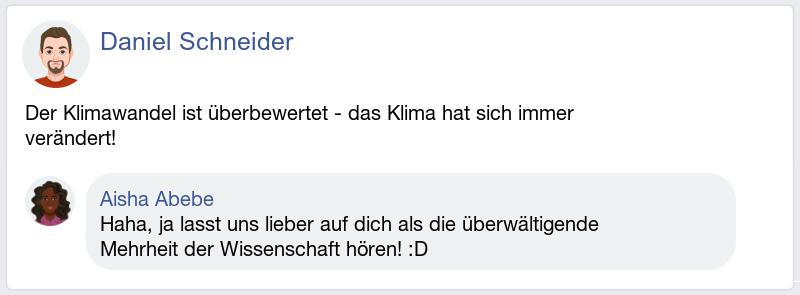 Daniel Schneider
Der Klimawandel ist überbewertet - das Klima hat sich immer
verändert!
Aisha Abebe
Haha, ja lasst uns lieber auf dich als die überwältigende
Mehrheit der Wissenschaft hören! :D